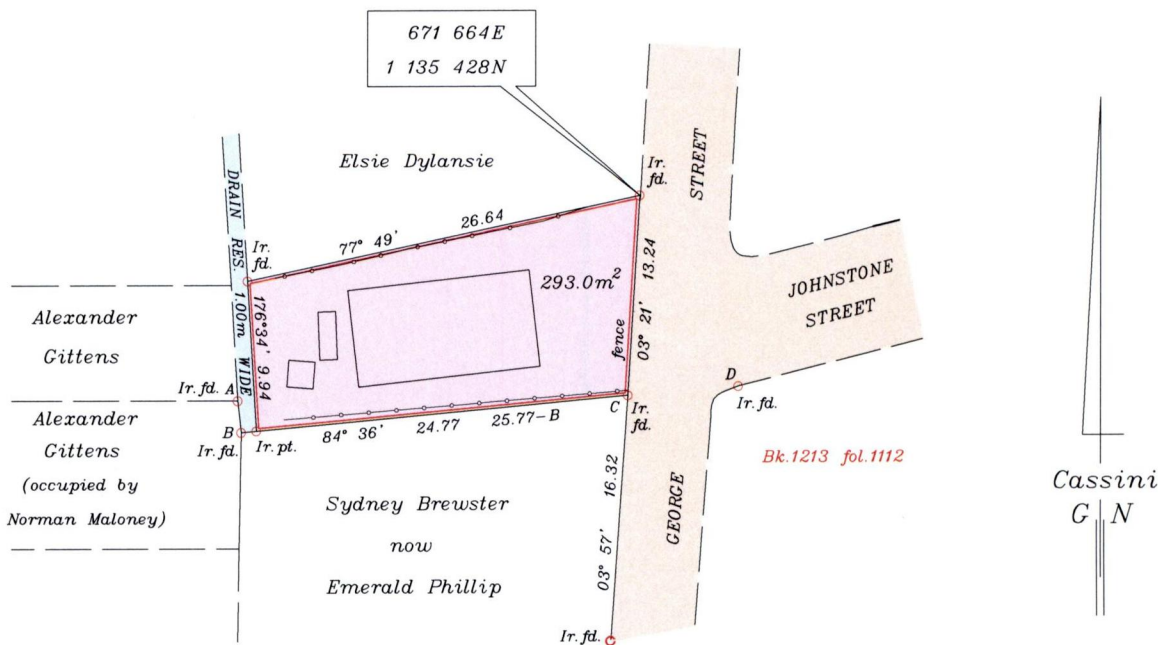 671 664E
1 135 428N
Elsie Dylansie
Ir.
fd.
STREET
DRAIN RES. 1.00m WIDE
Ir.
fd.
77° 49'
26.64
293.0m²
13.24
03° 21'
fence
JOHNSTONE
STREET
Alexander
Gittens
176°34' 9.94
Ir. fd. A
D
Ir. fd.
C
Ir.
fd.
Alexander
Gittens
(occupied by
Norman Maloney)
B
Ir. fd.
Ir. pt.
84° 36'
24.77
25.77-B
Bk.1213 fol.1112
Sydney Brewster
now
Emerald Phillip
16.32
03° 57'
GEORGE
Ir. fd.
Cassini
G N